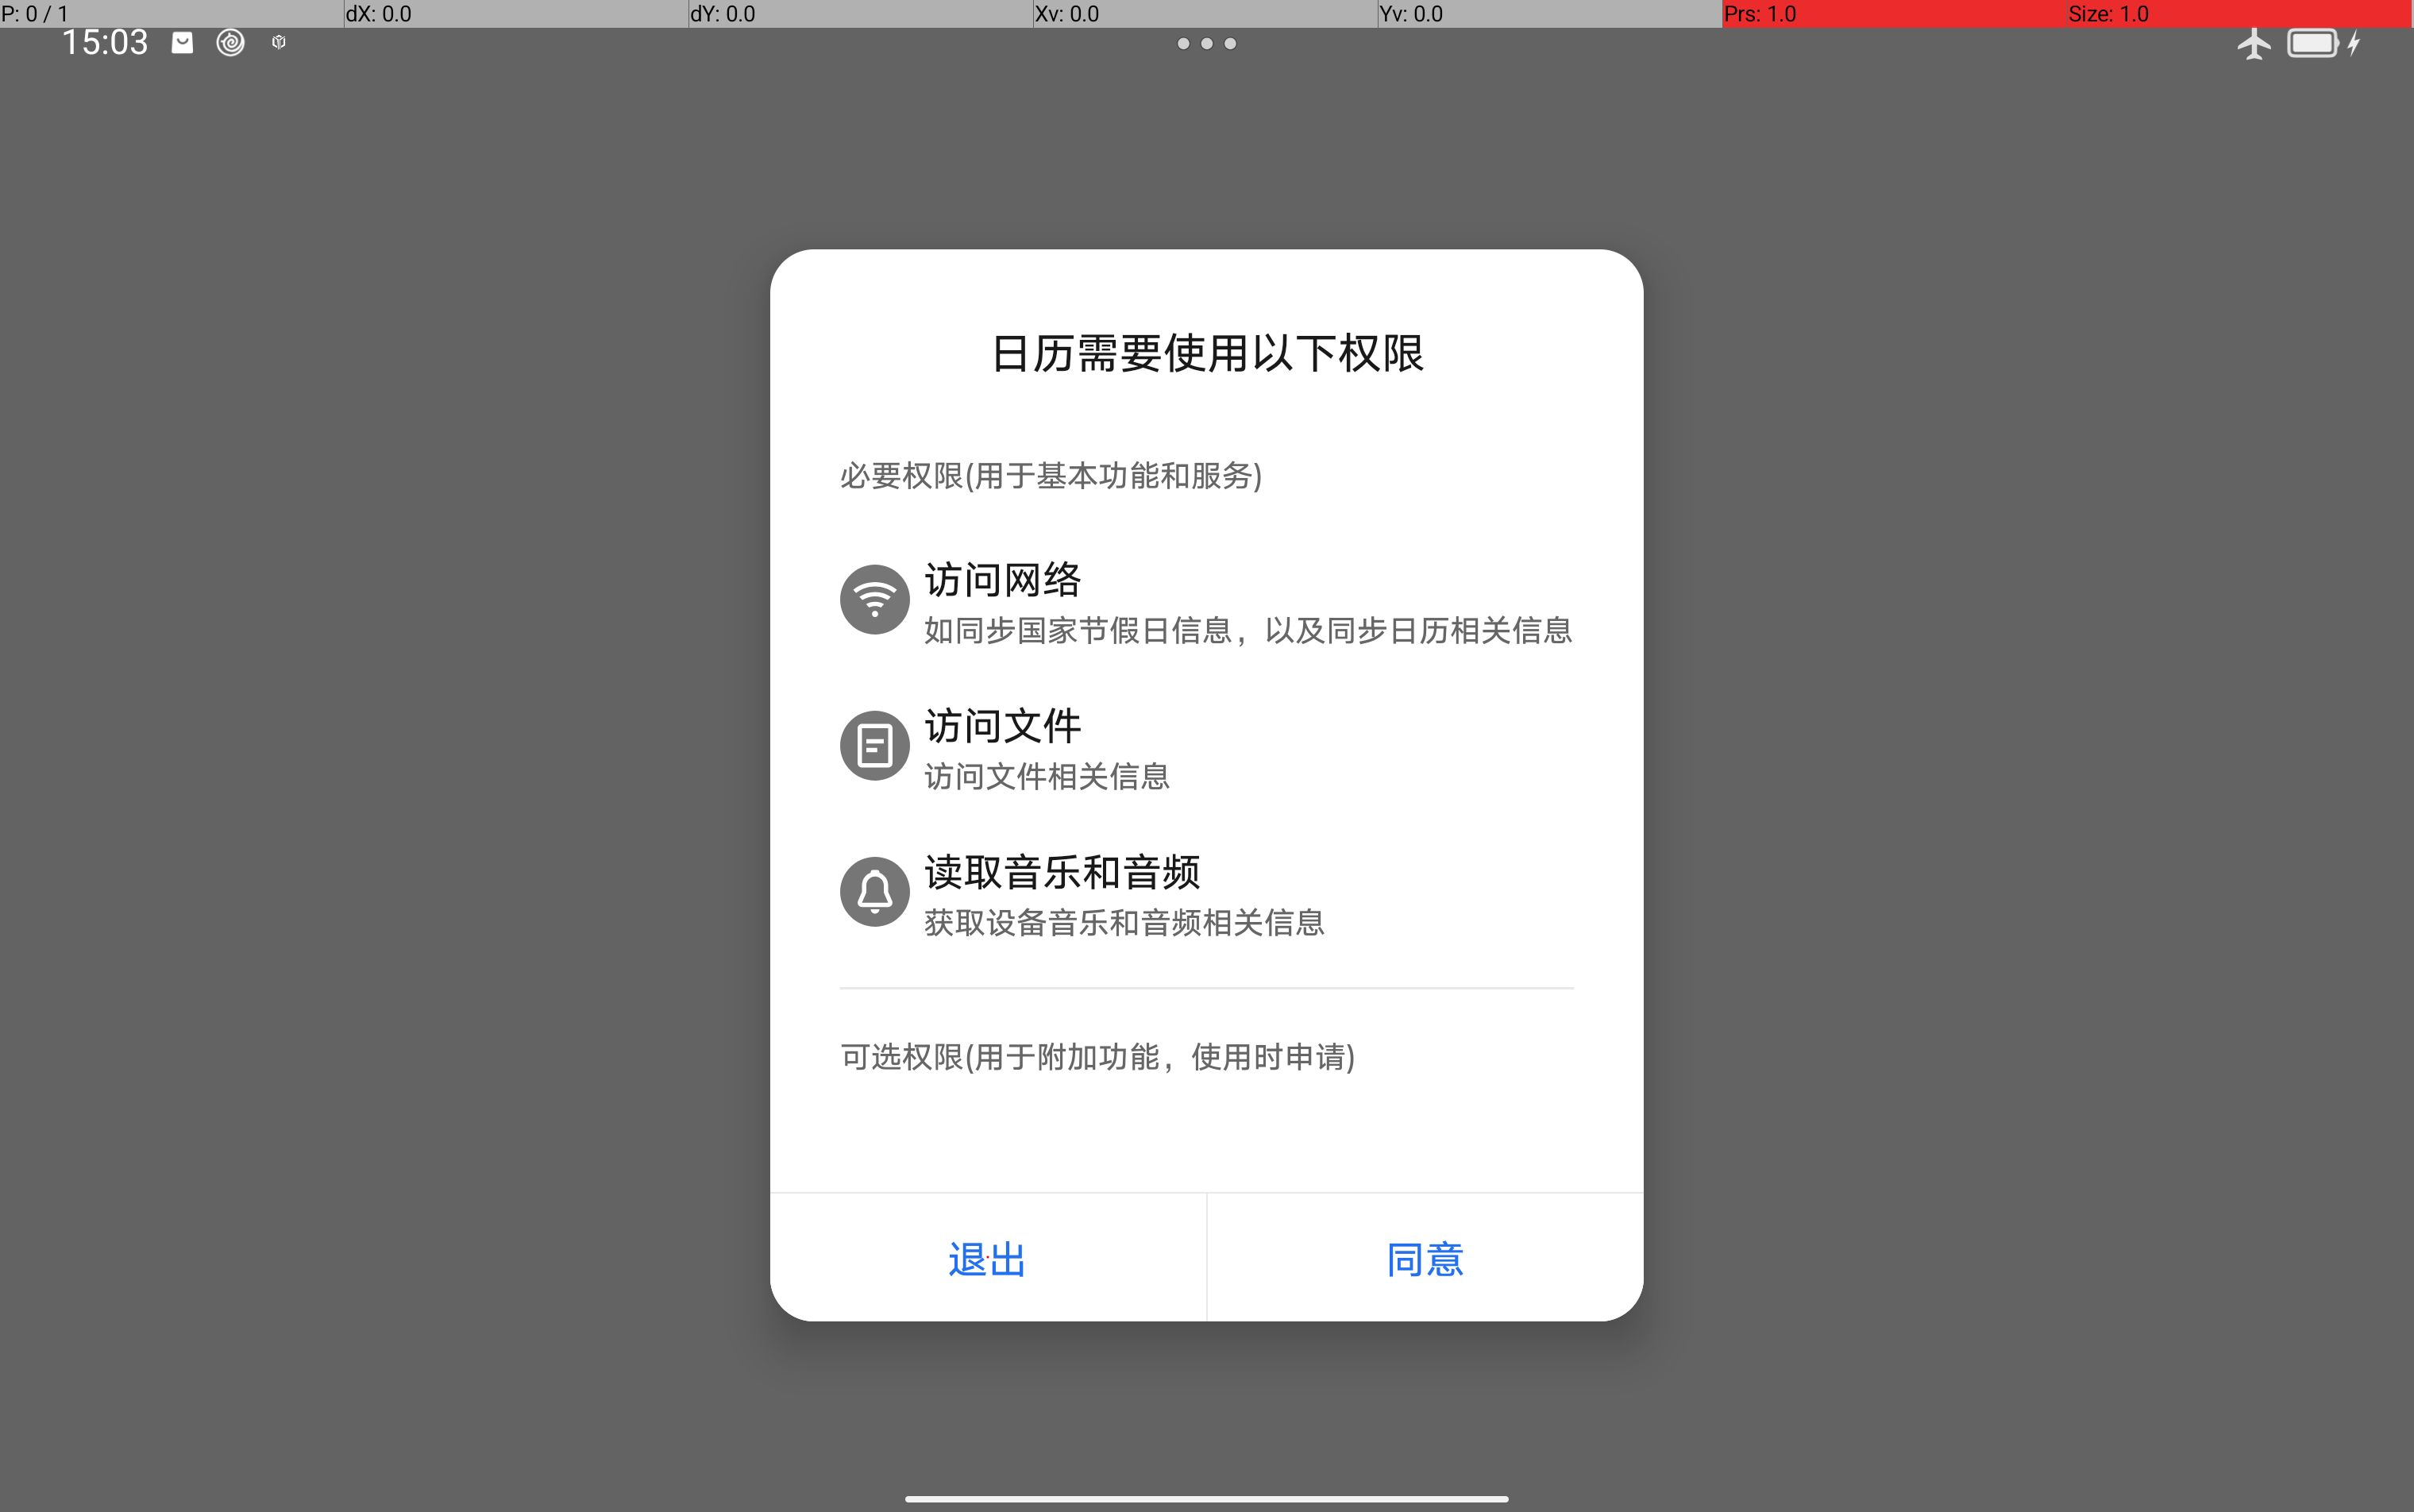 P: 0 / 1 dX: 0.0 dY: 0.0 Xv: 0.0 Yv: 0.0 Prs: 1.0 Size: 1.0
15:03
日历需要使用以下权限
必要权限(用于基本功能和服务)
访问网络
如同步国家节假日信息，以及同步日历相关信息
访问文件
访问文件相关信息
读取音乐和音频
获取设备音乐和音频相关信息
可选权限(用于附加功能，使用时申请)
退出 同意